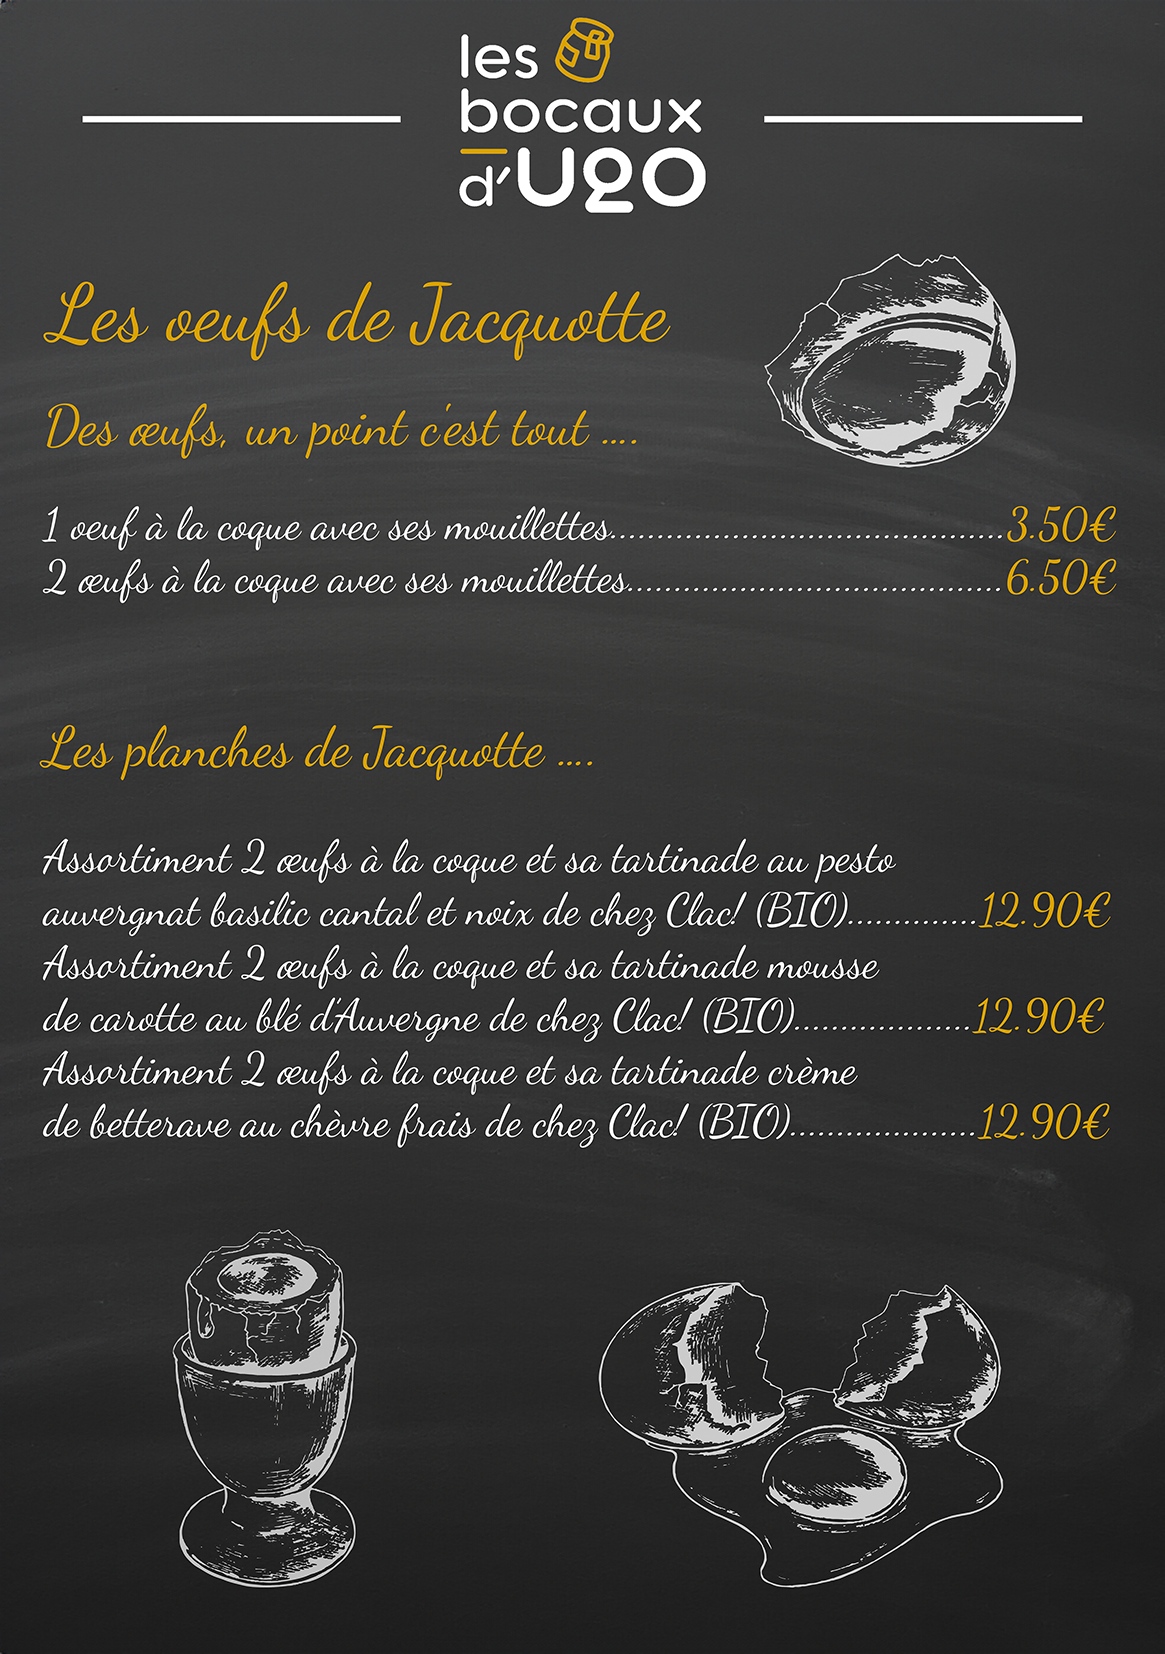 les
bocaux
d'ugo
Les oeufs de Jacquotte
Des œufs, un point c'est tout ....
1 oeuf à la coque avec ses mouillettes.......................................3.50€
2 œufs à la coque avec ses mouillettes......................................6.50€
Les planches de Jacquotte ....
Assortiment 2 œufs à la coque et sa tartinade au pesto
auvergnat basilic cantal et noix de chez Clac! (BIO)..............12.90€
Assortiment 2 œufs à la coque et sa tartinade mousse
de carotte au blé d'Auvergne de chez Clac! (BIO)...................12.90€
Assortiment 2 œufs à la coque et sa tartinade crème
de betterave au chèvre frais de chez Clac! (BIO)....................12.90€